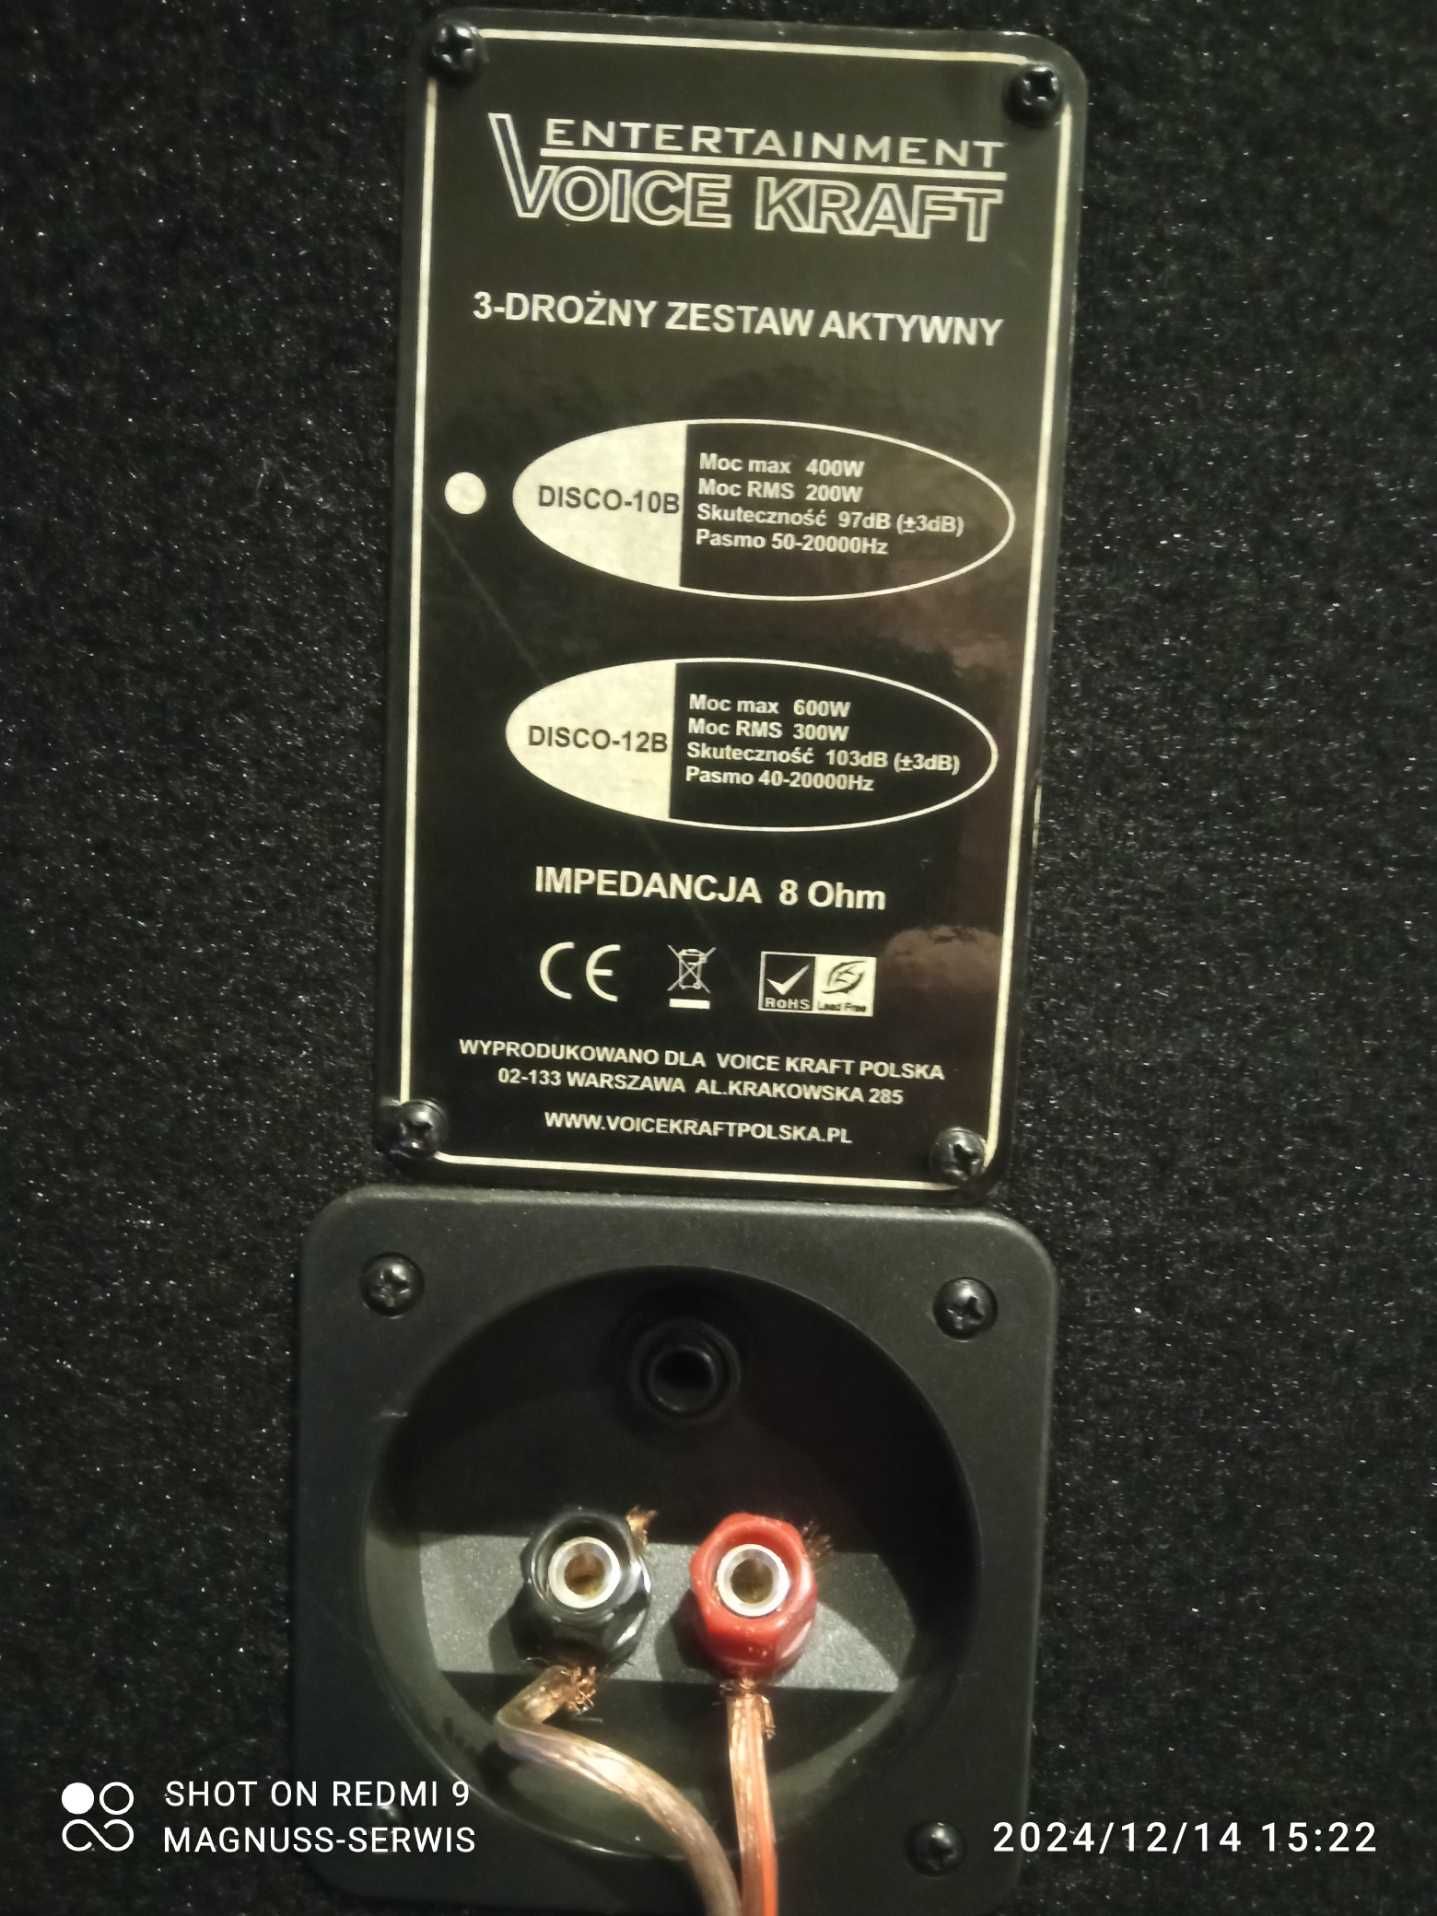 ENTERTAINMENT
VOICE KRAFT
3-DROŻNY ZESTAW AKTYWNY
DISCO-10B
Moc max 400W
Moc RMS 200W
Skuteczność 97dB (±3dB)
Pasmo 50-20000Hz
DISCO-12B
Moc max 600W
Moc RMS 300W
Skuteczność 103dB (±3dB)
Pasmo 40-20000Hz
IMPEDANCJA 8 Ohm
CE
RoHS
Lead Free
WYPRODUKOWANO DLA VOICE KRAFT POLSKA
02-133 WARSZAWA AL.KRAKOWSKA 285
WWW.VOICEKRAFTPOLSKA.PL
SHOT ON REDMI 9
MAGNUSS-SERWIS
2024/12/14 15:22